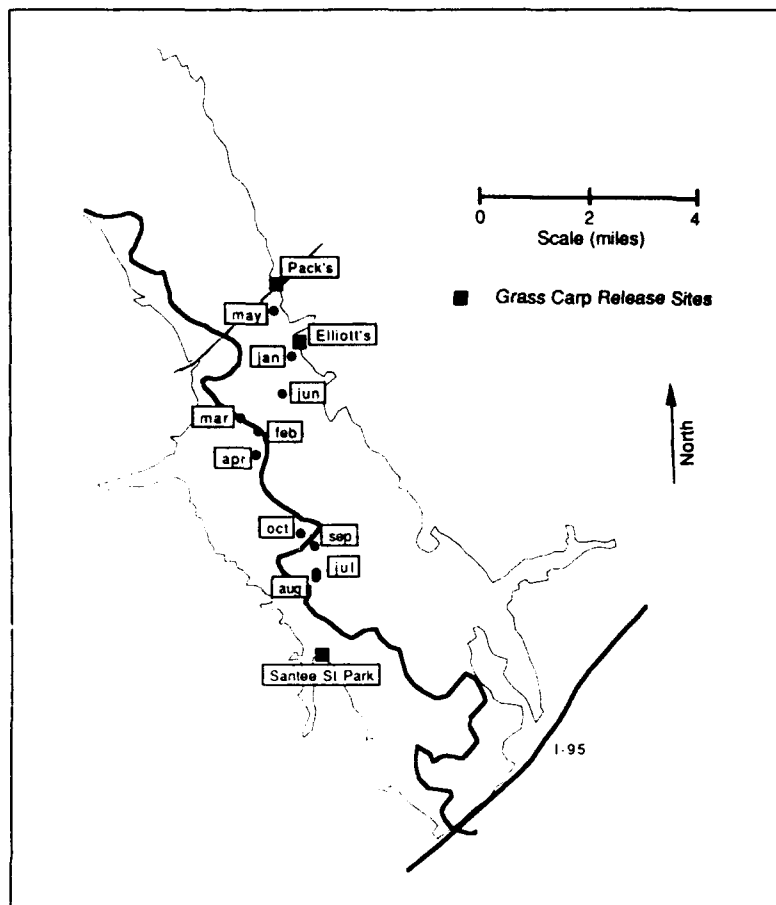 0 2 4
Scale (miles)
Pack's
Grass Carp Release Sites
may
Elliott's
jan
jun
mar
feb
apr
North
oct
sep
jul
aug
Santee St Park
I-95